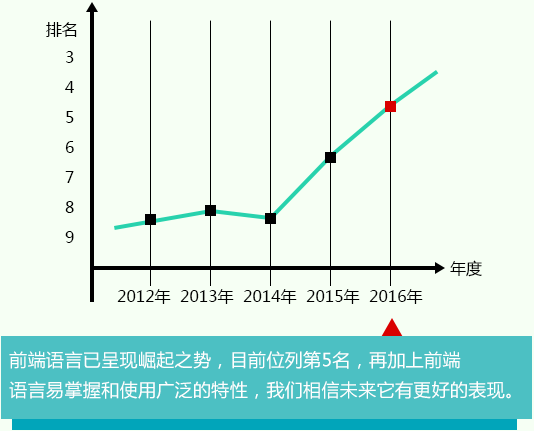 排名
3
4
5
6
7
8
9
年度
2012年 2013年 2014年 2015年 2016年
前端语言已呈现崛起之势，目前位列第5名，再加上前端
语言易掌握和使用广泛的特性，我们相信未来它有更好的表现。